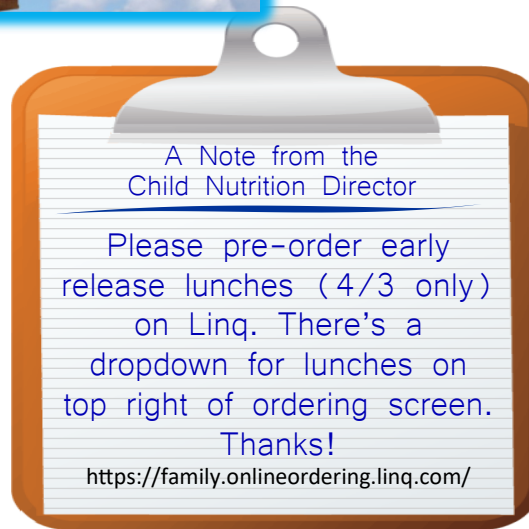 A Note from the
Child Nutrition Director
Please pre-order early
release lunches (4/3 only)
on Linq. There's a
dropdown for lunches on
top right of ordering screen.
Thanks!
https://family.onlineordering.linq.com/